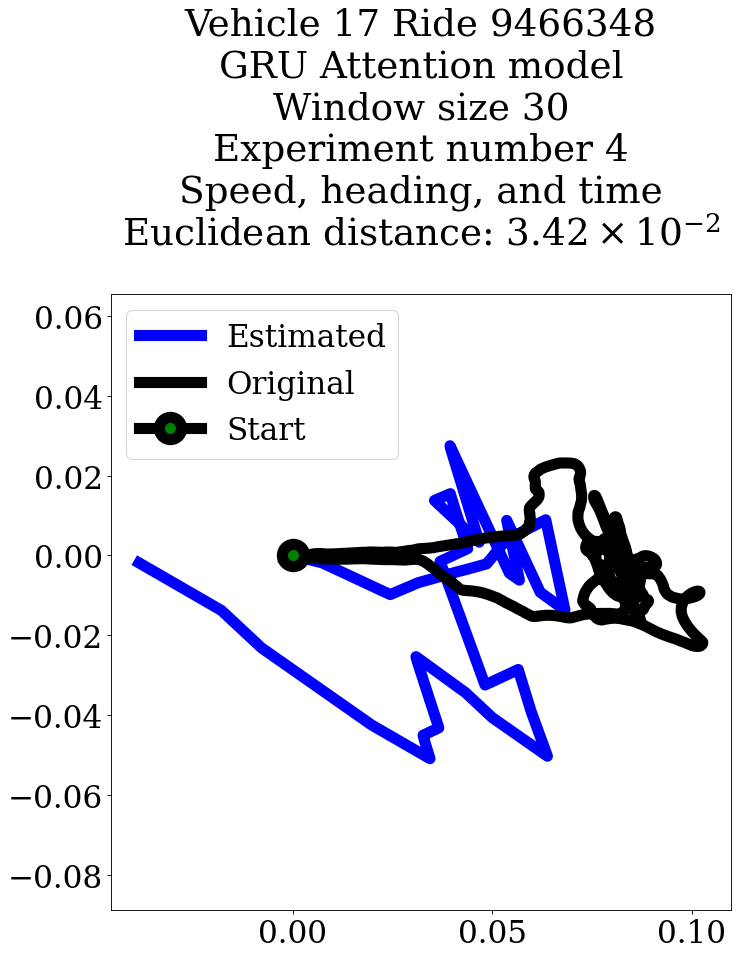 Vehicle 17 Ride 9466348
GRU Attention model
Window size 30
Experiment number 4
Speed, heading, and time
Euclidean distance: 3.42 × 10⁻²
Estimated
Original
Start
0.06
0.04
0.02
0.00
−0.02
−0.04
−0.06
−0.08
0.00 0.05 0.10